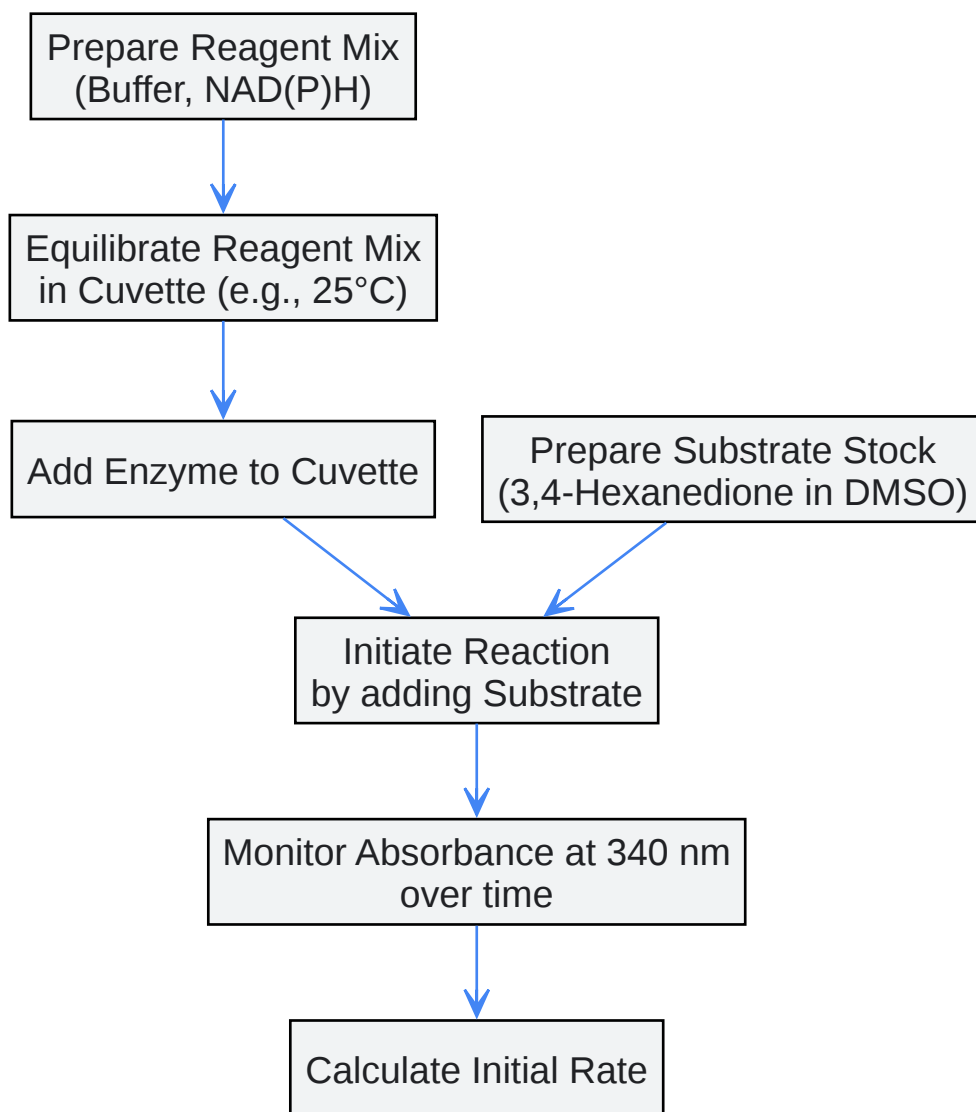 Prepare Reagent Mix
(Buffer, NAD(P)H)
Equilibrate Reagent Mix
in Cuvette (e.g., 25°C)
Add Enzyme to Cuvette
Prepare Substrate Stock
(3,4-Hexanedione in DMSO)
Initiate Reaction
by adding Substrate
Monitor Absorbance at 340 nm
over time
Calculate Initial Rate